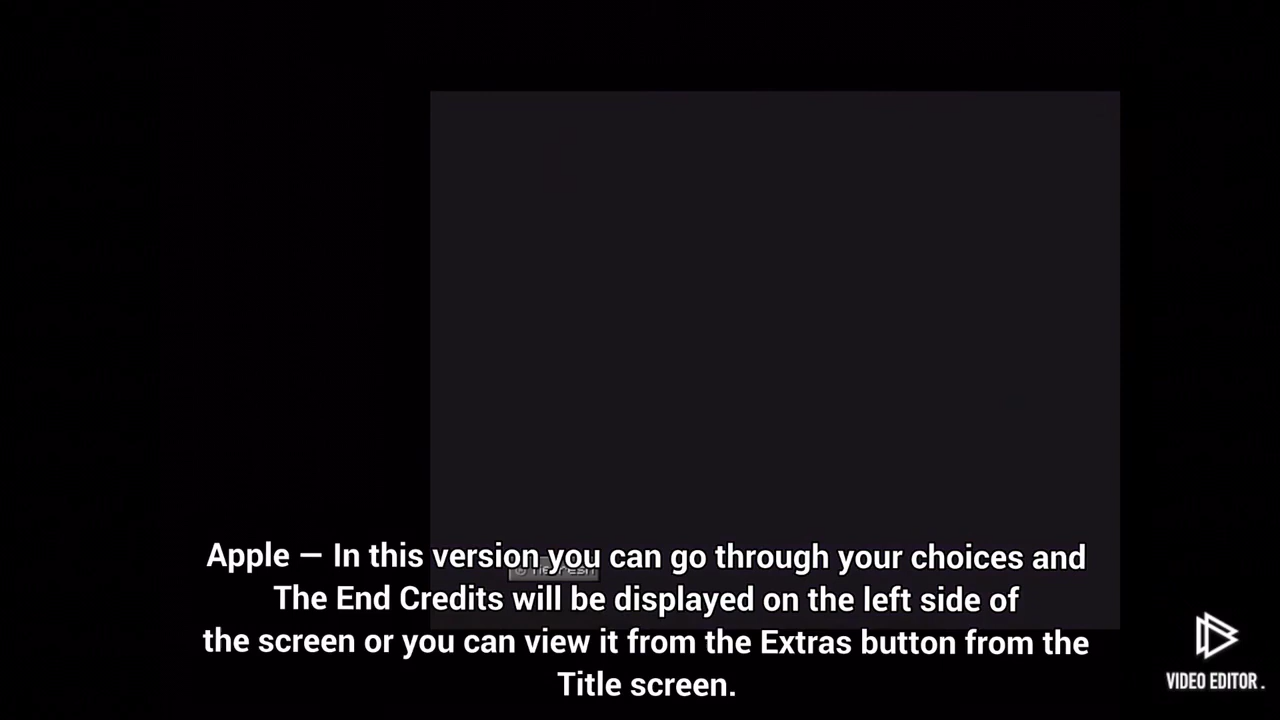 Apple — In this version you can go through your choices and
The End Credits will be displayed on the left side of
the screen or you can view it from the Extras button from the
Title screen.
Refresh
VIDEO EDITOR.